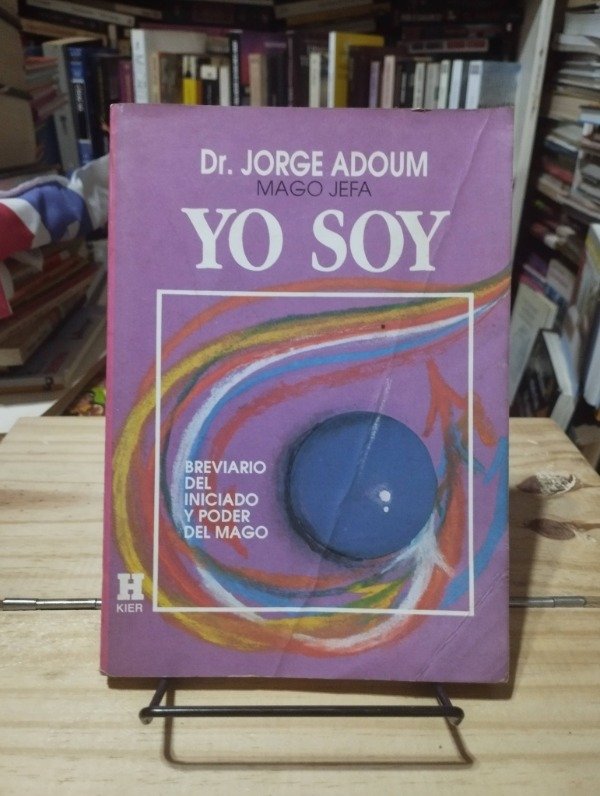 Dr. JORGE ADOUM
MAGO JEFA
YO SOY
BREVIARIO
DEL
INICIADO
Y PODER
DEL MAGO
KIER